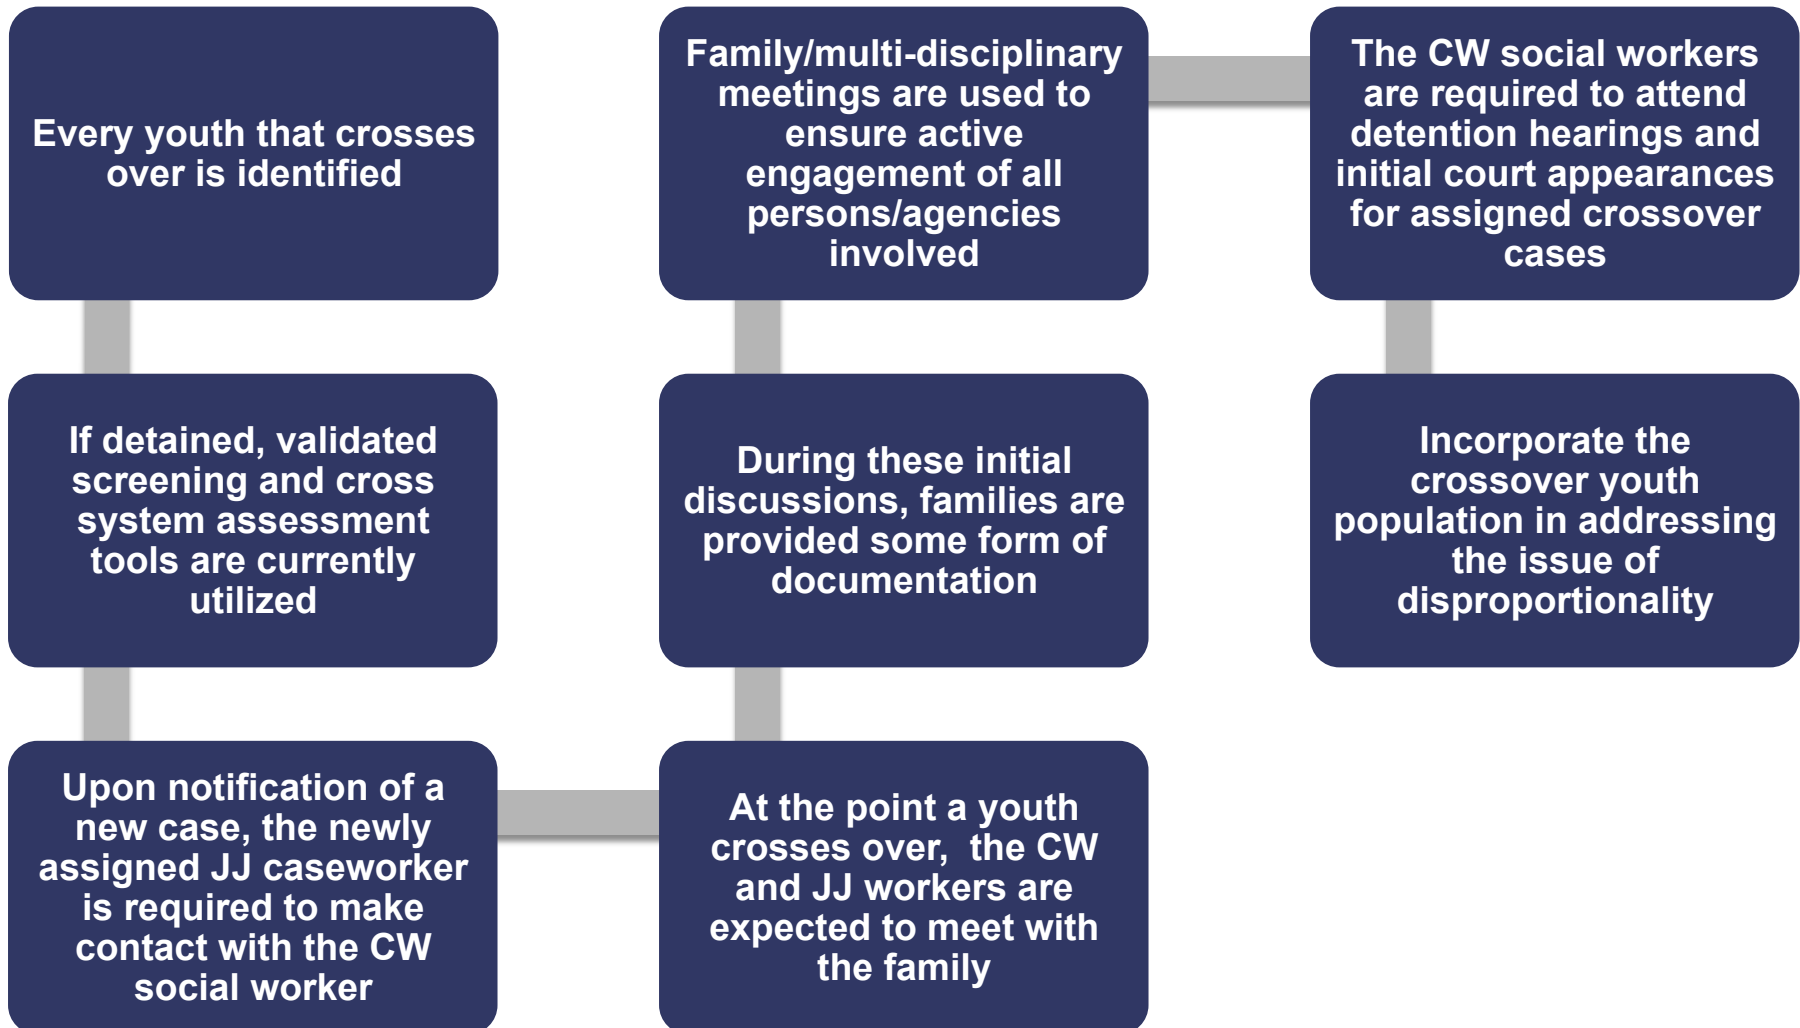 Every youth that crosses
over is identified
If detained, validated
screening and cross
system assessment
tools are currently
utilized
Upon notification of a
new case, the newly
assigned JJ caseworker
is required to make
contact with the CW
social worker
At the point a youth
crosses over,  the CW
and JJ workers are
expected to meet with
the family
During these initial
discussions, families are
provided some form of
documentation
Family/multi-disciplinary
meetings are used to
ensure active
engagement of all
persons/agencies
involved
The CW social workers
are required to attend
detention hearings and
initial court appearances
for assigned crossover
cases
Incorporate the
crossover youth
population in addressing
the issue of
disproportionality